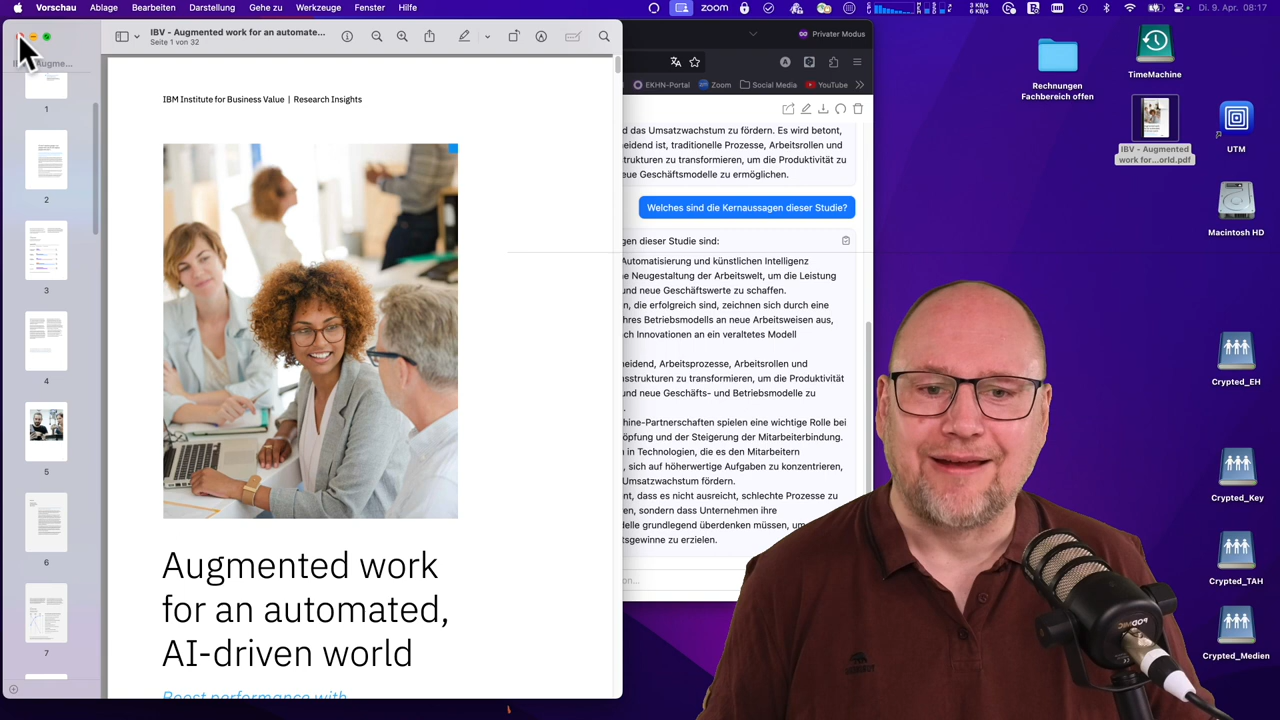 Vorschau Ablage Bearbeiten Darstellung Gehe zu Werkzeuge Fenster Hilfe
zoom
3 KB/s
Di. 9. Apr. 08:17
IBV - Augmented work for an automate...
Seite 1 von 32
1
2
3
4
5
6
7
IBM Institute for Business Value | Research Insights
Augmented work
for an automated,
AI-driven world
Boost performance with
Privater Modus
EKHN-Portal
Zoom
Social Media
YouTube
d das Umsatzwachstum zu fördern. Es wird betont,
eidend ist, traditionelle Prozesse, Arbeitsrollen und
strukturen zu transformieren, um die Produktivität zu
eue Geschäftsmodelle zu ermöglichen.
Welches sind die Kernaussagen dieser Studie?
gen dieser Studie sind:
Automatisierung und künstlichen Intelligenz
e Neugestaltung der Arbeitswelt, um die Leistung
und neue Geschäftswerte zu schaffen.
n, die erfolgreich sind, zeichnen sich durch eine
hres Betriebsmodells an neue Arbeitsweisen aus,
ch Innovationen an ein veraltetes Modell
neidend, Arbeitsprozesse, Arbeitsrollen und
nsstrukturen zu transformieren, um die Produktivität
und neue Geschäfts- und Betriebsmodelle zu
hine-Partnerschaften spielen eine wichtige Rolle bei
öpfung und der Steigerung der Mitarbeiterbindung.
n in Technologien, die es den Mitarbeitern
, sich auf höherwertige Aufgaben zu konzentrieren,
Umsatzwachstum fördern.
nt, dass es nicht ausreicht, schlechte Prozesse zu
en, sondern dass Unternehmen ihre
delle grundlegend überdenken müssen, um
tsgewinne zu erzielen.
on...
Rechnungen
Fachbereich offen
TimeMachine
IBV - Augmented
work for...orld.pdf
UTM
Macintosh HD
Crypted_EH
Crypted_Key
Crypted_TAH
Crypted_Medien